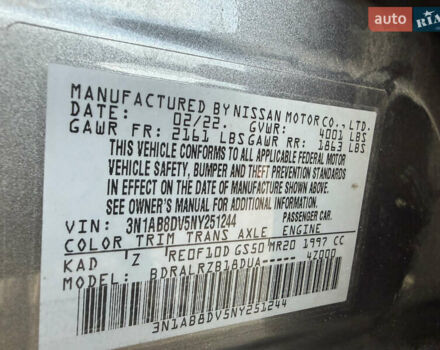 AUTO RIA
MANUFACTURED BY NISSAN MOTOR CO., LTD.
DATE: 02/22. GVWR: 4001 LBS
GAWR FR: 2161 LBS GAWR RR: 1863 LBS
THIS VEHICLE CONFORMS TO ALL APPLICABLE FEDERAL MOTOR
VEHICLE SAFETY, BUMPER AND THEFT PREVENTION STANDARDS
IN EFFECT ON THE DATE OF MANUFACTURE SHOWN ABOVE.
SEE OWNER'S MANUAL FOR ADDITIONAL INFORMATION.
VIN: 3N1AB8DV5NY251244 PASSENGER CAR.
COLOR TRIM TRANS AXLE ENGINE
KAD Z RE0F10D GS50 MR20 1997 CC
MODEL: BDRALRZB18DUA----- 4Z000
3N1AB8DV5NY251244